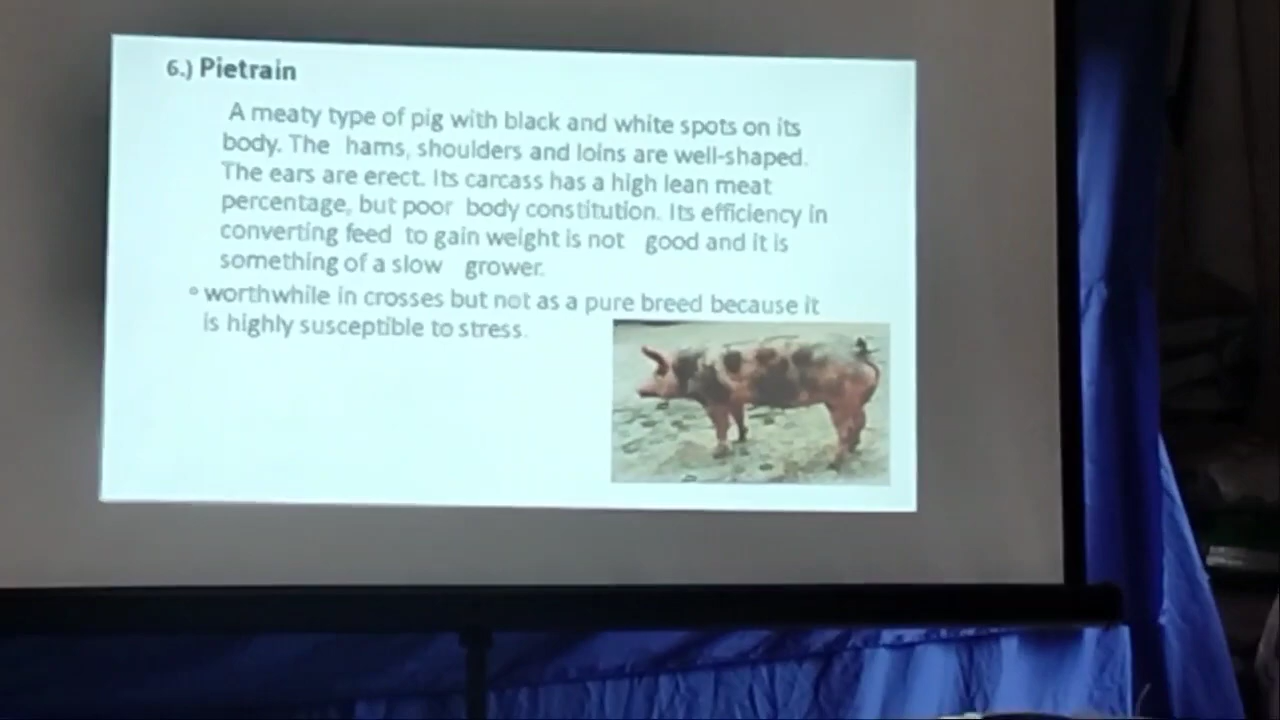 6.) Pietrain
A meaty type of pig with black and white spots on its
body. The hams, shoulders and loins are well-shaped.
The ears are erect. Its carcass has a high lean meat
percentage, but poor body constitution. Its efficiency in
converting feed to gain weight is not good and it is
something of a slow grower.
° worthwhile in crosses but not as a pure breed because it
is highly susceptible to stress.